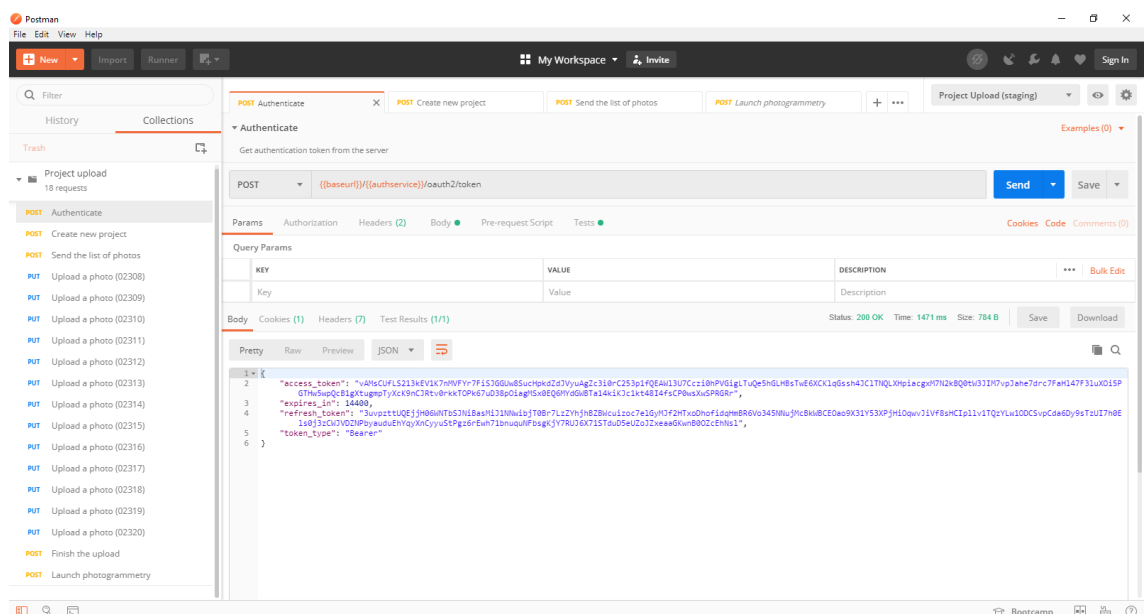 Postman
File Edit View Help
New Import Runner My Workspace Invite Sign In
Filter
History Collections
Trash
Project upload
18 requests
POST Authenticate
POST Create new project
POST Send the list of photos
PUT Upload a photo (02308)
PUT Upload a photo (02309)
PUT Upload a photo (02310)
PUT Upload a photo (02311)
PUT Upload a photo (02312)
PUT Upload a photo (02313)
PUT Upload a photo (02314)
PUT Upload a photo (02315)
PUT Upload a photo (02316)
PUT Upload a photo (02317)
PUT Upload a photo (02318)
PUT Upload a photo (02319)
PUT Upload a photo (02320)
POST Finish the upload
POST Launch photogrammetry
POST Authenticate POST Create new project POST Send the list of photos POST Launch photogrammetry Project Upload (staging)
Authenticate Examples (0)
Get authentication token from the server
POST {{baseurl}}/{{authservice}}/oauth2/token Send Save
Params Authorization Headers (2) Body Pre-request Script Tests Cookies Code Comments (0)
Query Params
KEY VALUE DESCRIPTION Bulk Edit
Key Value Description
Body Cookies (1) Headers (7) Test Results (1/1) Status: 200 OK Time: 1471 ms Size: 784 B Save Download
Pretty Raw Preview JSON
1 {
2 "access_token":
3 "expires_in": 14400,
4 "refresh_token":
5 "token_type": "Bearer"
6 }
Bootcamp